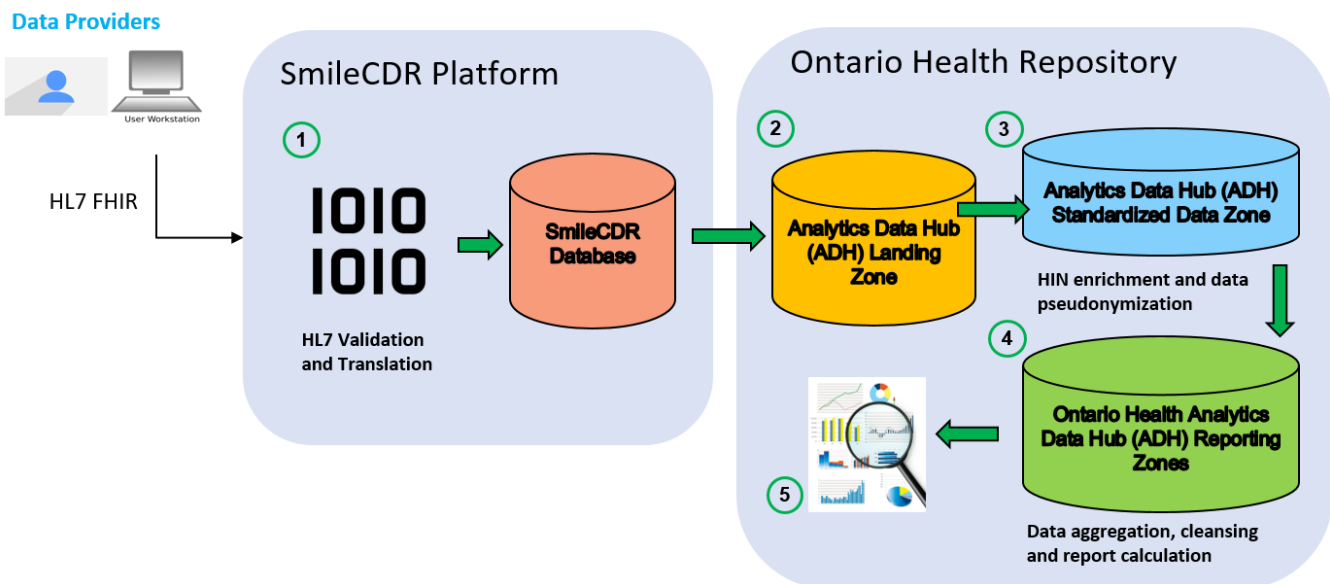 Data Providers
User Workstation
HL7 FHIR
SmileCDR Platform
1
IOIO
IOIO
HL7 Validation
and Translation
SmileCDR
Database
Ontario Health Repository
2
Analytics Data Hub
(ADH) Landing
Zone
3
Analytics Data Hub (ADH)
Standardized Data Zone
HIN enrichment and data
pseudonymization
4
Ontario Health Analytics
Data Hub (ADH) Reporting
Zones
Data aggregation, cleansing
and report calculation
5